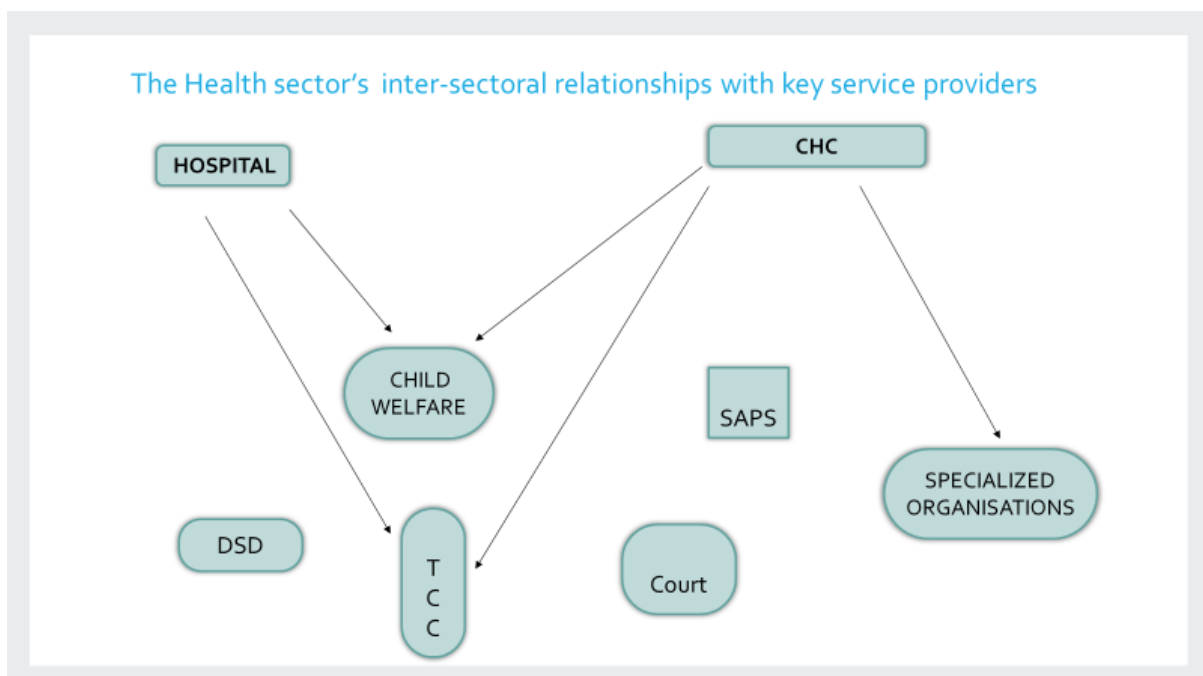 The Health sector’s  inter-sectoral relationships with key service providers
HOSPITAL
CHC
CHILD
WELFARE
SAPS
SPECIALIZED
ORGANISATIONS
DSD
T
C
C
Court